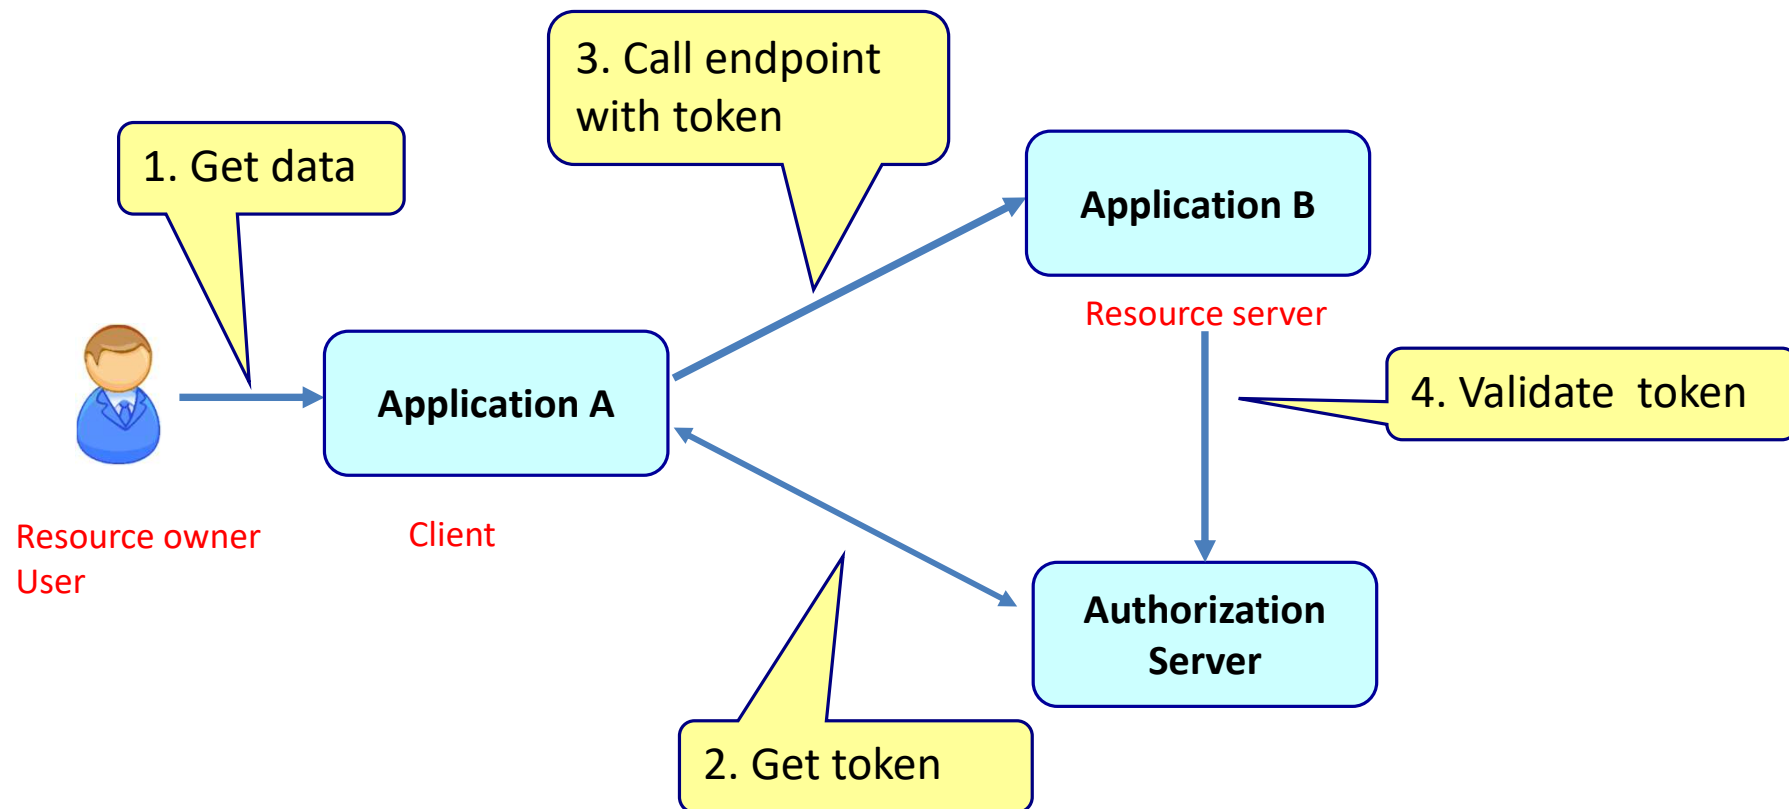 3. Call endpoint
with token
1. Get data
Application B
Resource server
Application A
4. Validate  token
Resource owner
User
Client
Authorization
Server
2. Get token